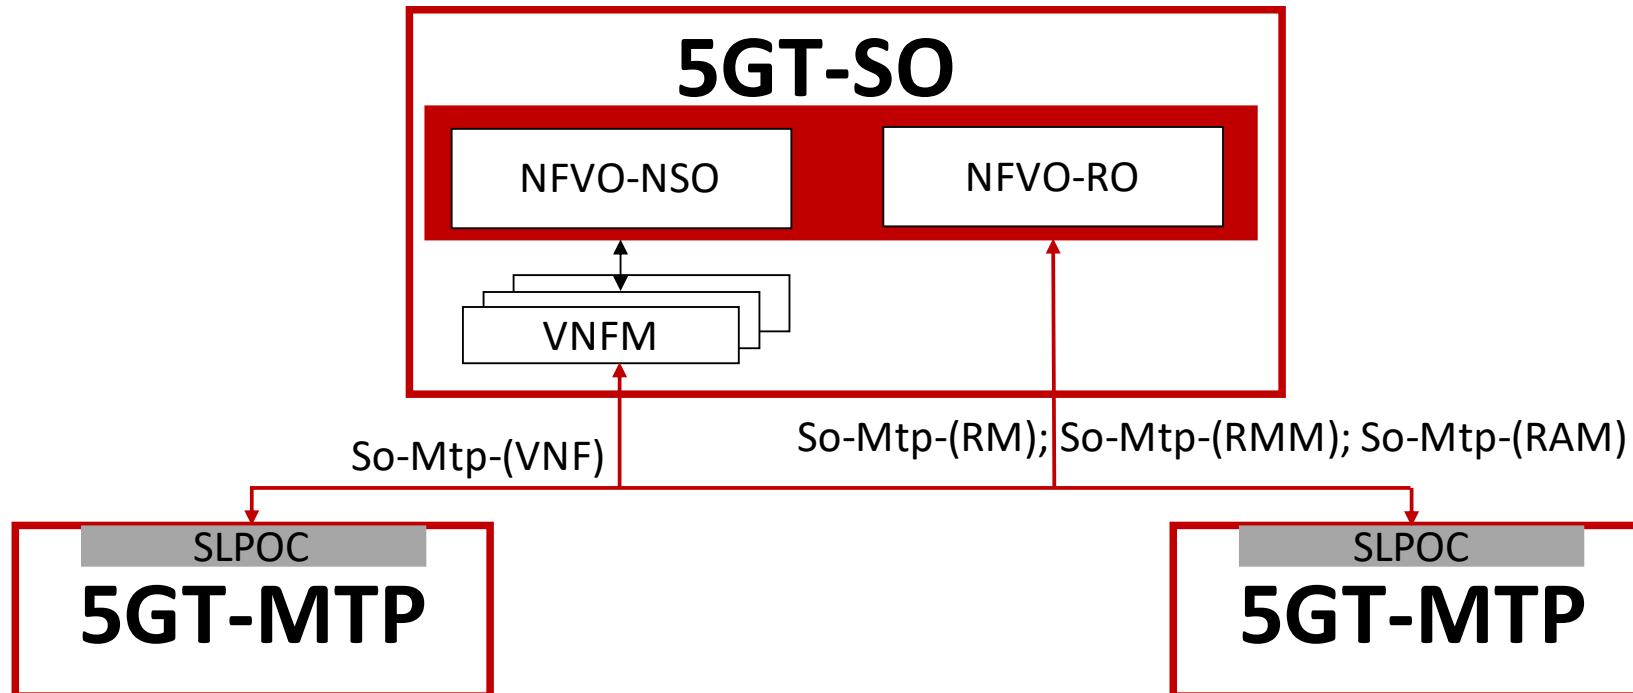 5GT-SO
NFVO-NSO
NFVO-RO
VNFM
So-Mtp-(VNF)
So-Mtp-(RM); So-Mtp-(RMM); So-Mtp-(RAM)
SLPOC
5GT-MTP
SLPOC
5GT-MTP